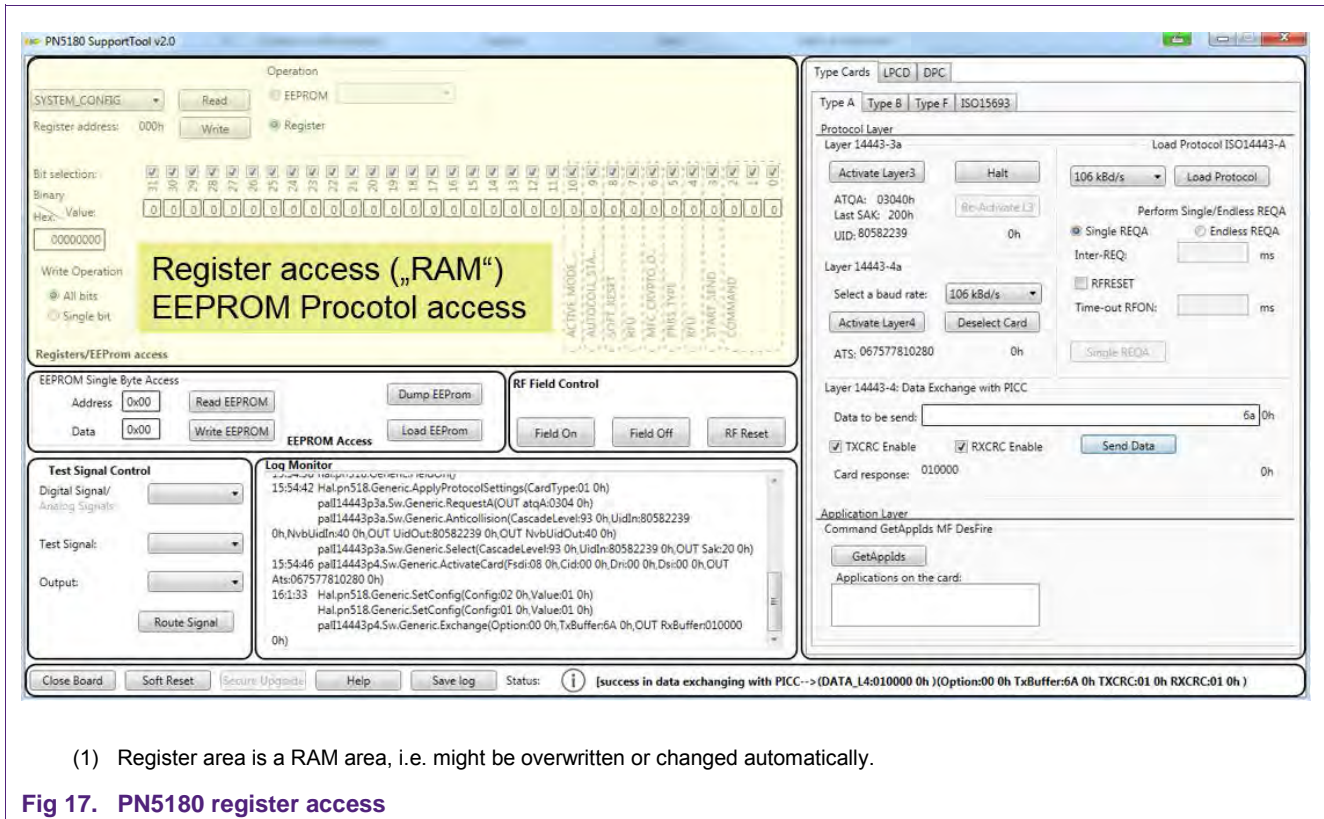 PN5180 SupportTool v2.0
Operation
SYSTEM_CONFIG Read EEPROM
Register address: 000h Write Register
Bit selection:
31 30 29 28 27 26 25 24 23 22 21 20 19 18 17 16 15 14 13 12 11 10 9 8 7 6 5 4 3 2 1 0
Binary
Hex: Value: 0 0 0 0 0 0 0 0 0 0 0 0 0 0 0 0 0 0 0 0 0 0 0 0 0 0 0 0 0 0 0 0
00000000
Write Operation
All bits
Single bit
Register access („RAM“)
EEPROM Procotol access
ACTIVE_MODE...
AUTOCOLL_STA...
SOFT_RESET
RFU
MFC_CRYPTO_O...
PRBS_TYPE
RFU
START_SEND
COMMAND
Registers/EEProm access
EEPROM Single Byte Access
Address 0x00 Read EEPROM Dump EEProm
Data 0x00 Write EEPROM EEPROM Access Load EEProm
RF Field Control
Field On Field Off RF Reset
Test Signal Control
Digital Signal/
Analog Signals:
Test Signal:
Output:
Route Signal
Log Monitor
15:54:42 Hal.pn518.Generic.ApplyProtocolSettings(CardType:01 0h)
palI14443p3a.Sw.Generic.RequestA(OUT atqA:0304 0h)
palI14443p3a.Sw.Generic.Anticollision(CascadeLevel:93 0h,UidIn:80582239
0h,NvbUidIn:40 0h,OUT UidOut:80582239 0h,OUT NvbUidOut:40 0h)
palI14443p3a.Sw.Generic.Select(CascadeLevel:93 0h,UidIn:80582239 0h,OUT Sak:20 0h)
15:54:46 palI14443p4.Sw.Generic.ActivateCard(Fsdi:08 0h,Cid:00 0h,Dri:00 0h,Dsi:00 0h,OUT
Ats:067577810280 0h)
16:1:33 Hal.pn518.Generic.SetConfig(Config:02 0h,Value:01 0h)
Hal.pn518.Generic.SetConfig(Config:01 0h,Value:01 0h)
palI14443p4.Sw.Generic.Exchange(Option:00 0h,TxBuffer:6A 0h,OUT RxBuffer:010000
0h)
Type Cards LPCD DPC
Type A Type B Type F ISO15693
Protocol Layer
Layer 14443-3a Load Protocol ISO14443-A
Activate Layer3 Halt 106 kBd/s Load Protocol
ATQA: 03040h
Last SAK: 200h Re-Activate L3 Perform Single/Endless REQA
UID: 80582239 0h Single REQA Endless REQA
Inter-REQ: ms
Layer 14443-4a
RFRESET
Select a baud rate: 106 kBd/s
Time-out RFON: ms
Activate Layer4 Deselect Card
ATS: 067577810280 0h Single REQA
Layer 14443-4: Data Exchange with PICC
Data to be send: 6a 0h
TXCRC Enable RXCRC Enable Send Data
Card response: 010000 0h
Application Layer
Command GetAppIds MF DesFire
GetAppIds
Applications on the card:
Close Board Soft Reset Secure Upgrade Help Save log Status: i [success in data exchanging with PICC-->(DATA_L4:010000 0h )(Option:00 0h TxBuffer:6A 0h TXCRC:01 0h RXCRC:01 0h )
(1) Register area is a RAM area, i.e. might be overwritten or changed automatically.
Fig 17. PN5180 register access